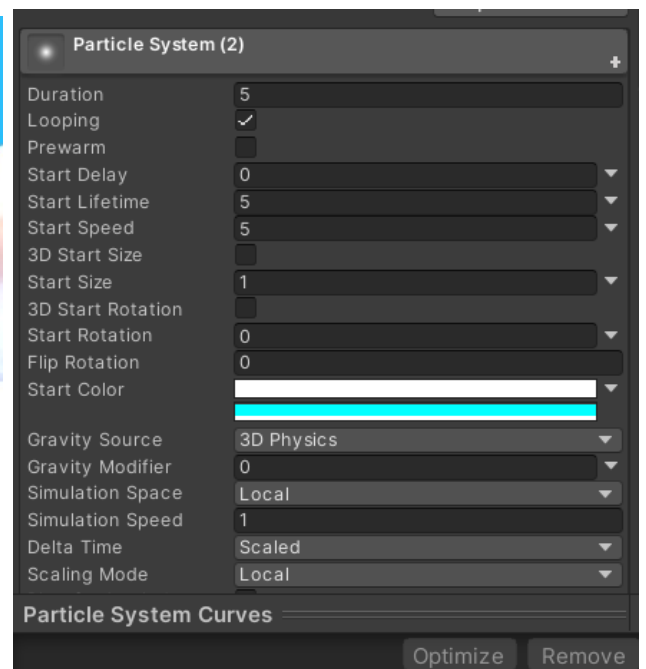 Particle System (2)
Duration 5
Looping
Prewarm
Start Delay 0
Start Lifetime 5
Start Speed 5
3D Start Size
Start Size 1
3D Start Rotation
Start Rotation 0
Flip Rotation 0
Start Color
Gravity Source 3D Physics
Gravity Modifier 0
Simulation Space Local
Simulation Speed 1
Delta Time Scaled
Scaling Mode Local
Particle System Curves
Optimize Remove